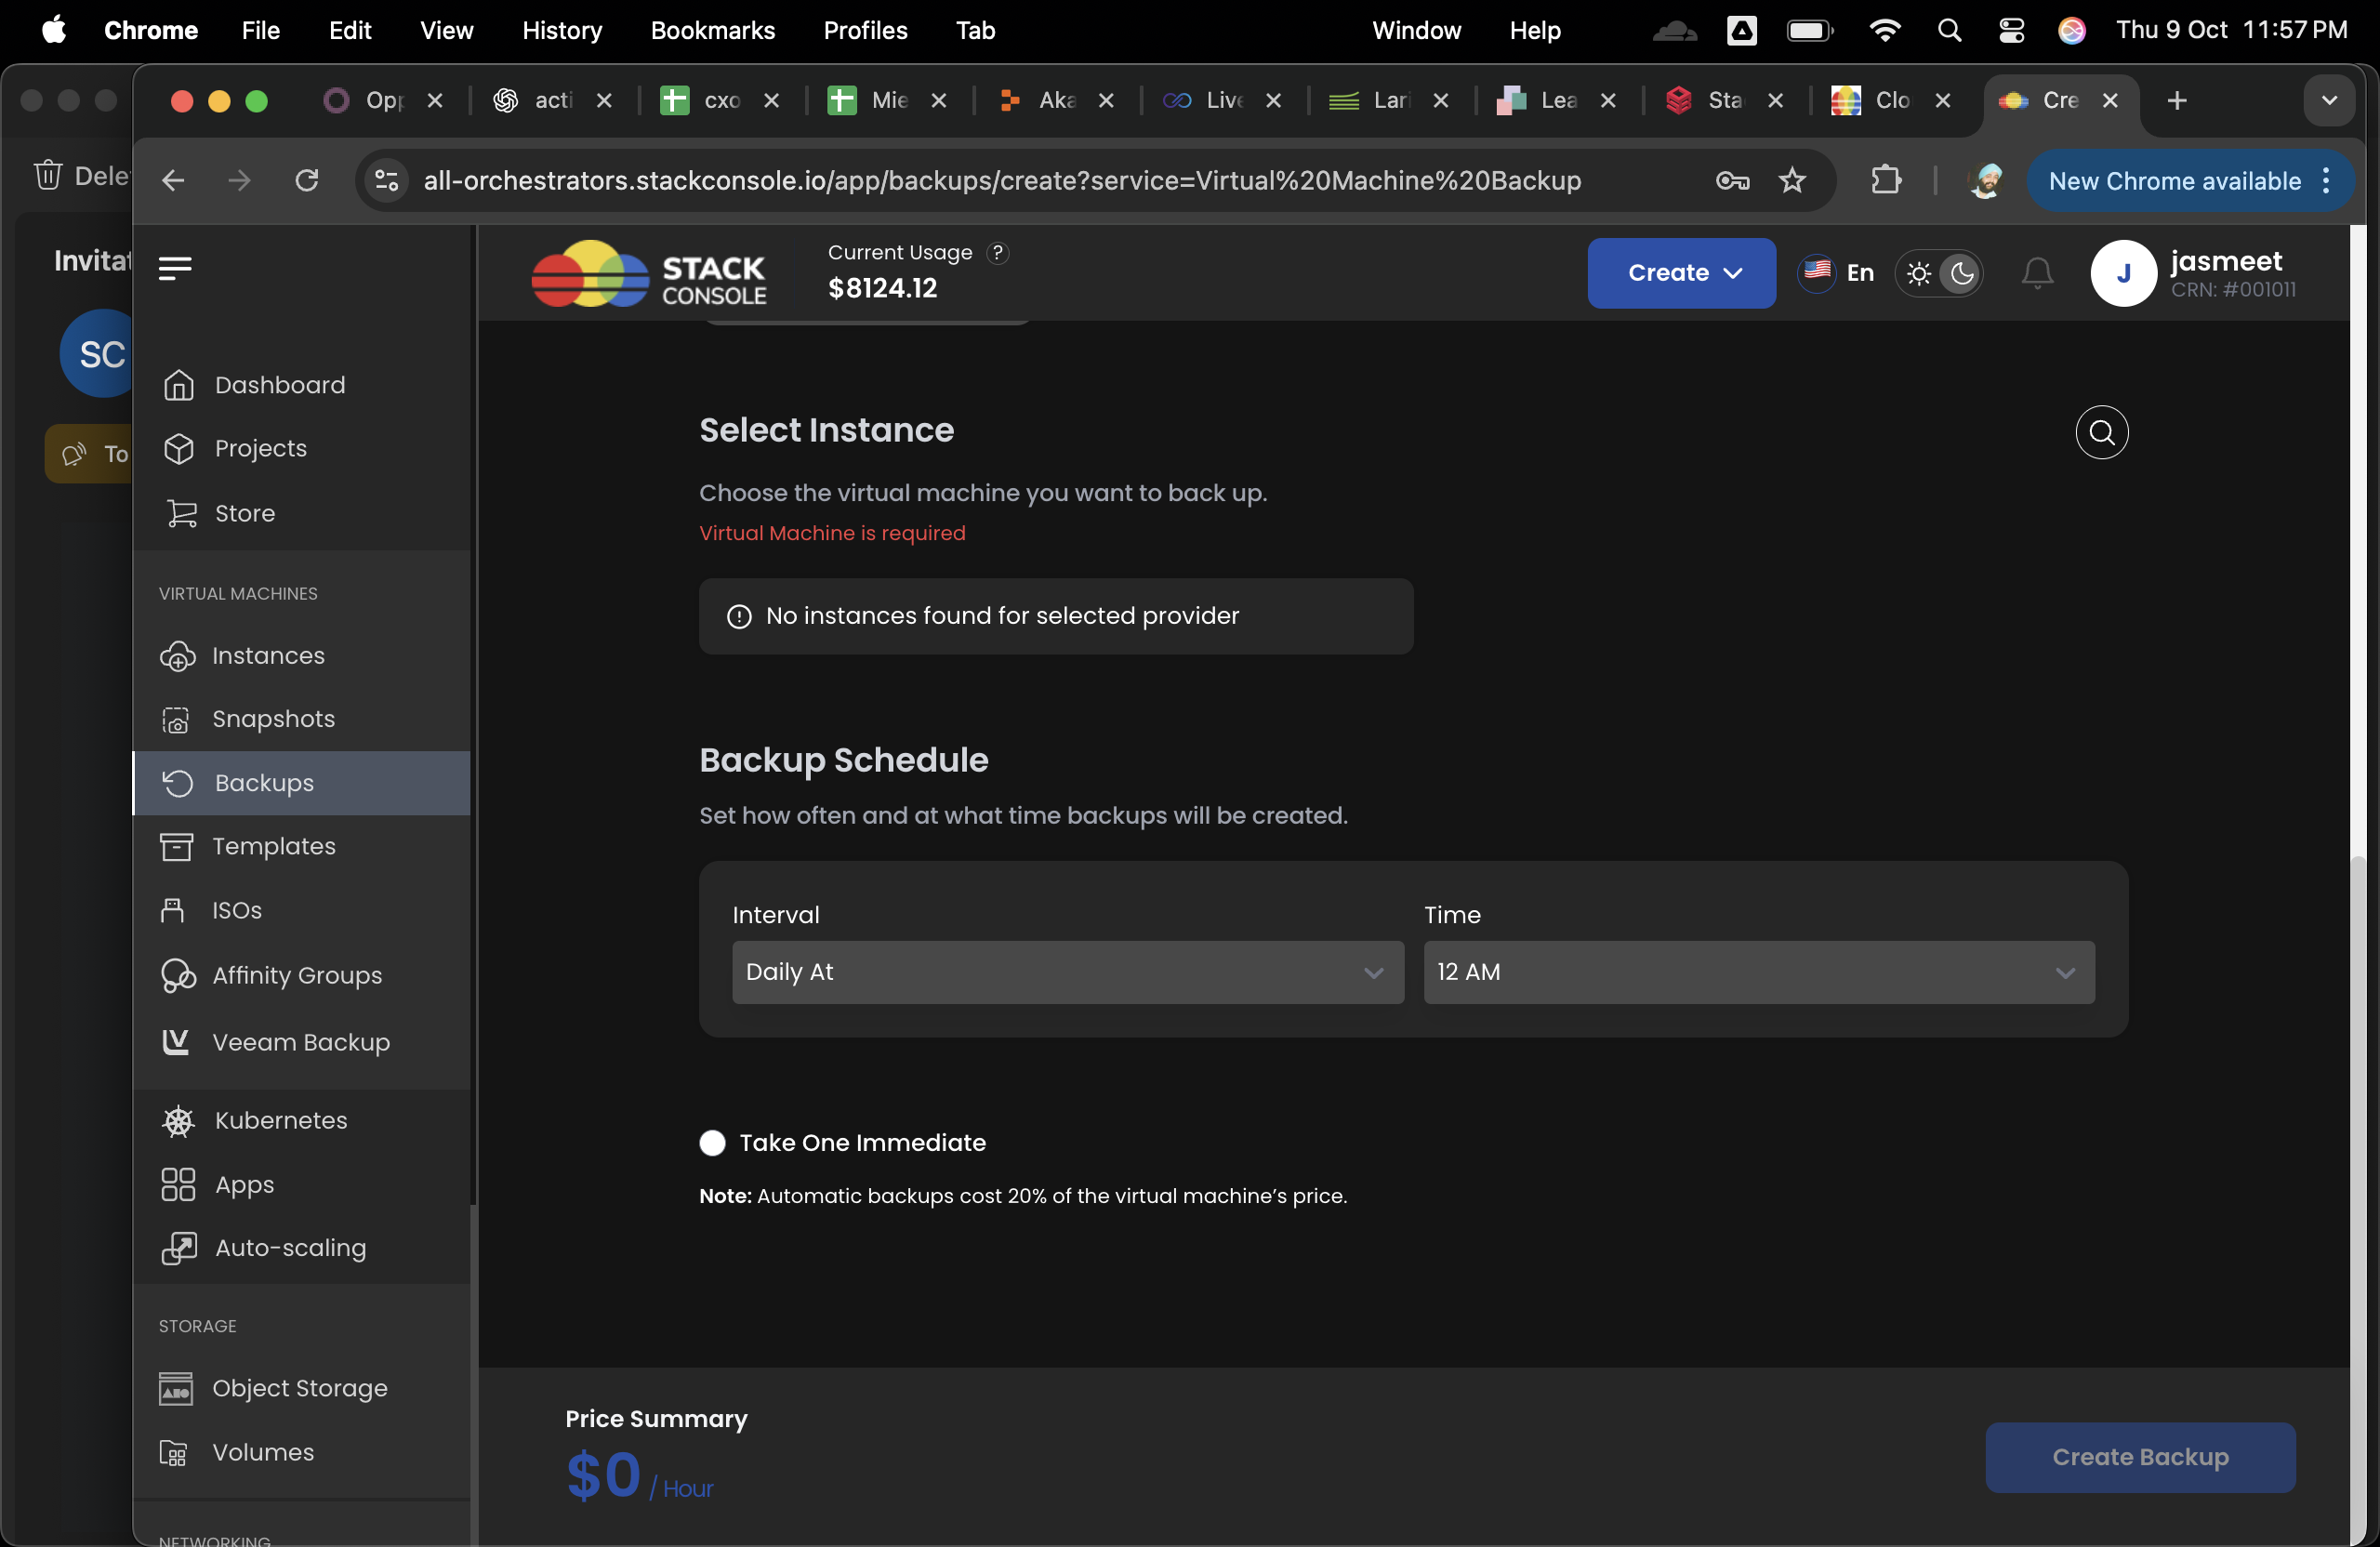 Chrome File Edit View History Bookmarks Profiles Tab Window Help Thu 9 Oct 11:57 PM
Opp acti cxo Mie Aka Live Lari Lea Sta Clo Cre
all-orchestrators.stackconsole.io/app/backups/create?service=Virtual%20Machine%20Backup New Chrome available
Dele
Invitat
SC
To
STACK CONSOLE
Current Usage ?
$8124.12
Create
En
J
jasmeet
CRN: #001011
Dashboard
Projects
Store
VIRTUAL MACHINES
Instances
Snapshots
Backups
Templates
ISOs
Affinity Groups
Veeam Backup
Kubernetes
Apps
Auto-scaling
STORAGE
Object Storage
Volumes
NETWORKING
Select Instance
Choose the virtual machine you want to back up.
Virtual Machine is required
No instances found for selected provider
Backup Schedule
Set how often and at what time backups will be created.
Interval Time
Daily At 12 AM
Take One Immediate
Note: Automatic backups cost 20% of the virtual machine's price.
Price Summary
$0 / Hour
Create Backup